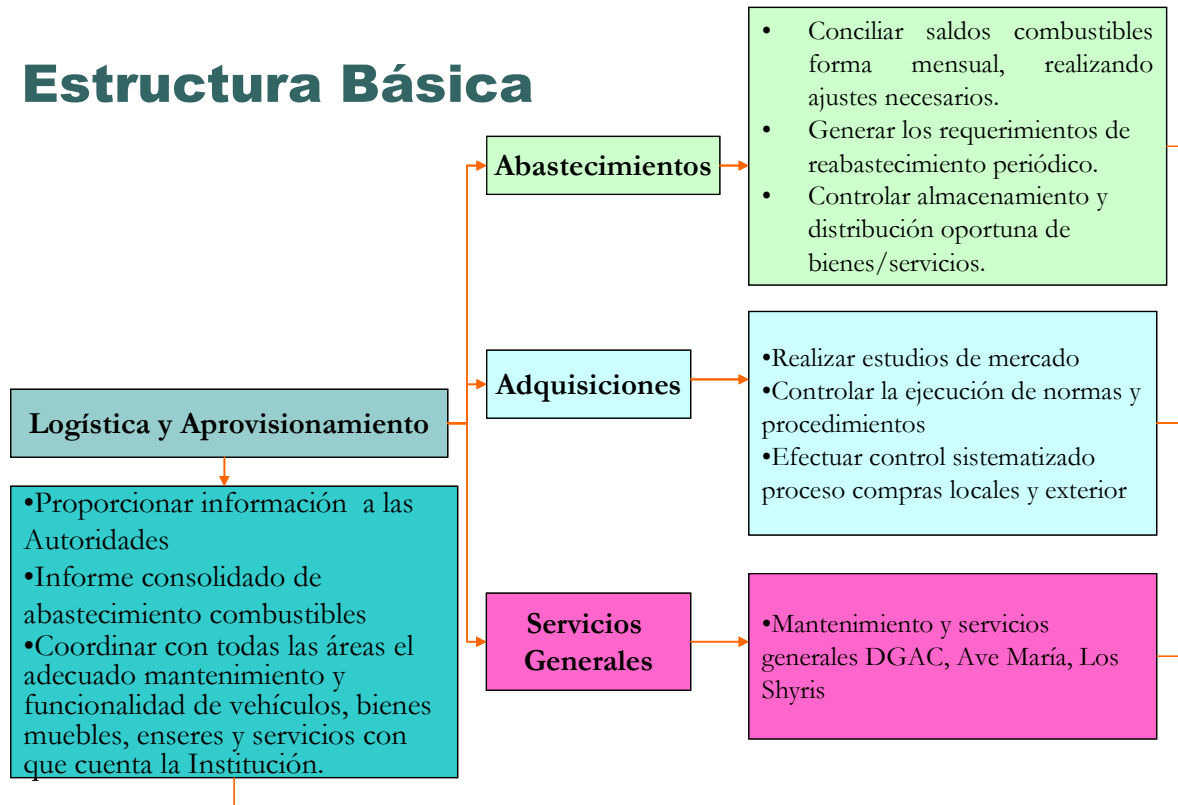 Estructura Básica
Abastecimientos
• Conciliar saldos combustibles
forma mensual, realizando
ajustes necesarios.
• Generar los requerimientos de
reabastecimiento periódico.
• Controlar almacenamiento y
distribución oportuna de
bienes/servicios.
Adquisiciones
•Realizar estudios de mercado
•Controlar la ejecución de normas y
procedimientos
•Efectuar control sistematizado
proceso compras locales y exterior
Logística y Aprovisionamiento
•Proporcionar información a las
Autoridades
•Informe consolidado de
abastecimiento combustibles
•Coordinar con todas las áreas el
adecuado mantenimiento y
funcionalidad de vehículos, bienes
muebles, enseres y servicios con
que cuenta la Institución.
Servicios
Generales
•Mantenimiento y servicios
generales DGAC, Ave María, Los
Shyris